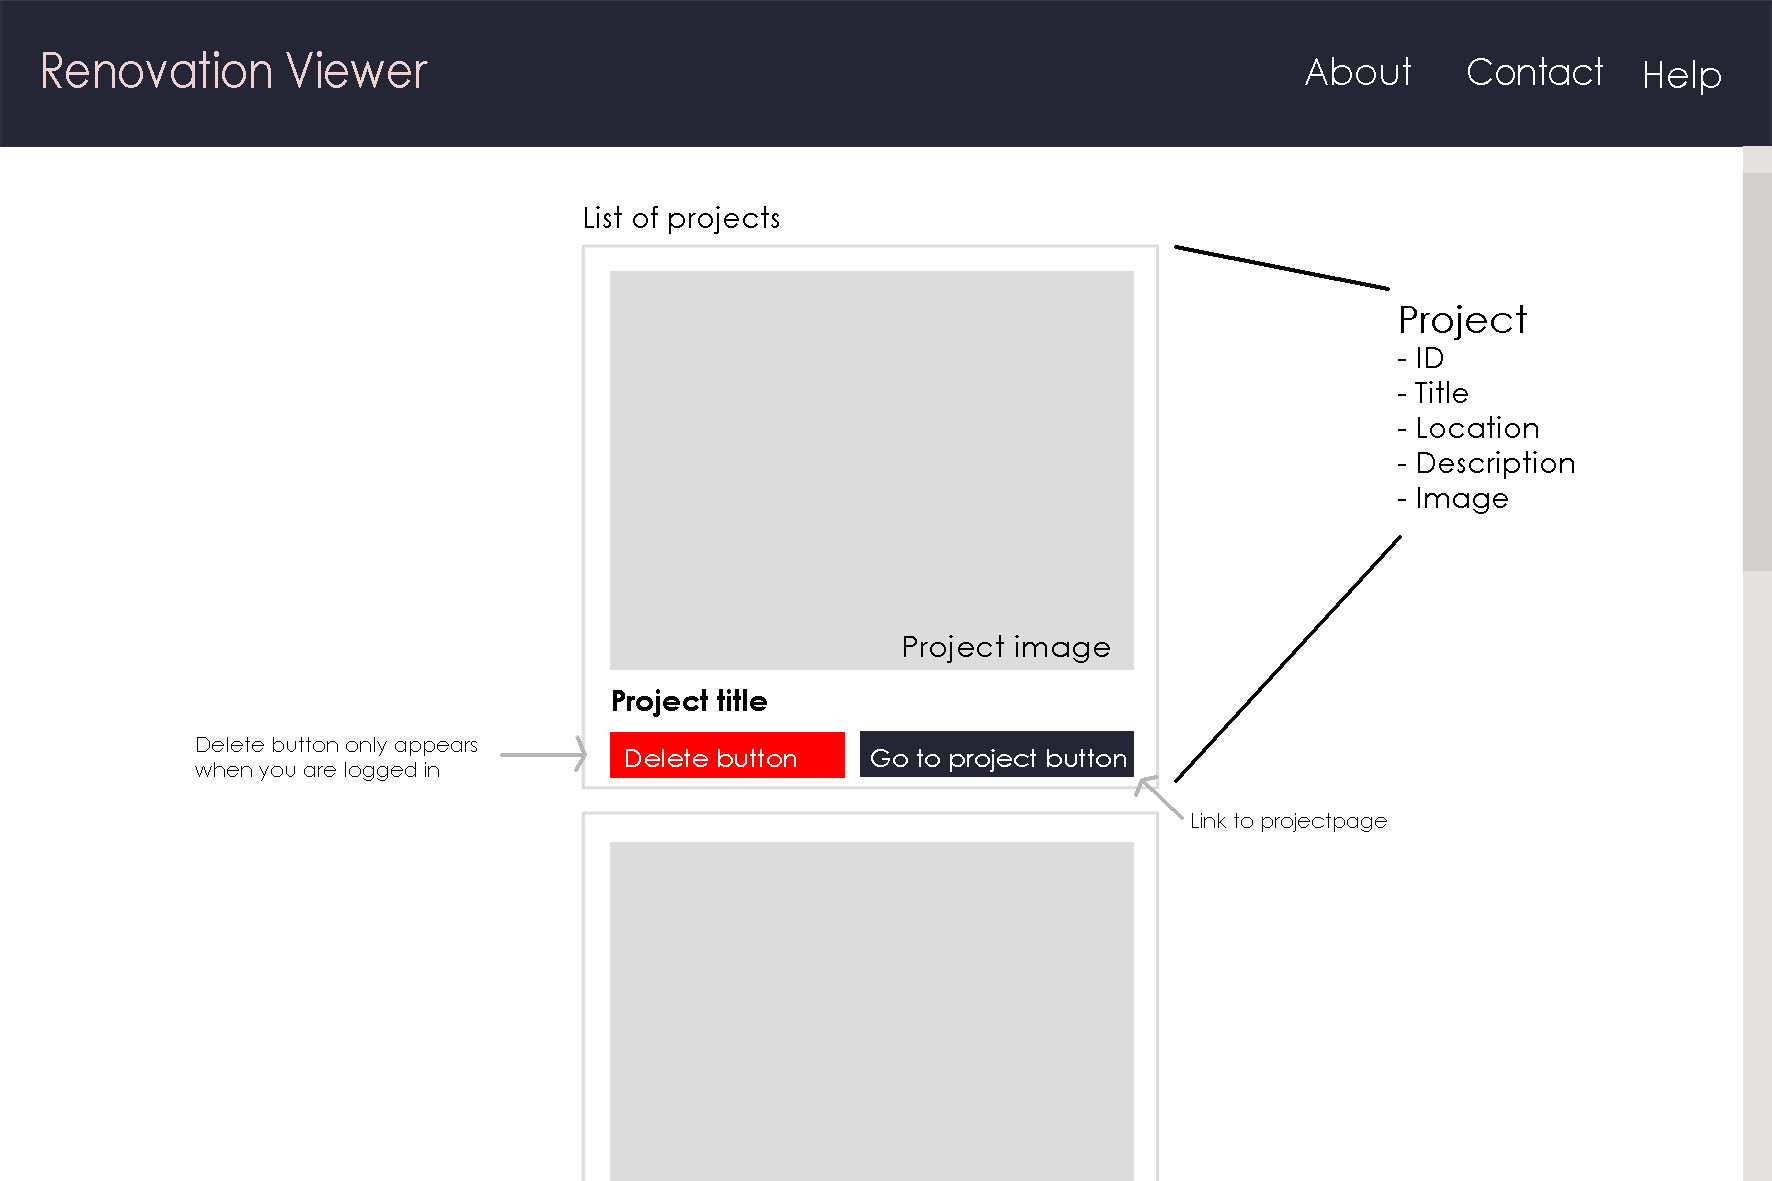 Renovation Viewer
About
Contact
Help
List of projects
Project
- ID
- Title
- Location
- Description
- Image
Project image
Project title
Delete button only appears
when you are logged in
Delete button
Go to project button
Link to projectpage